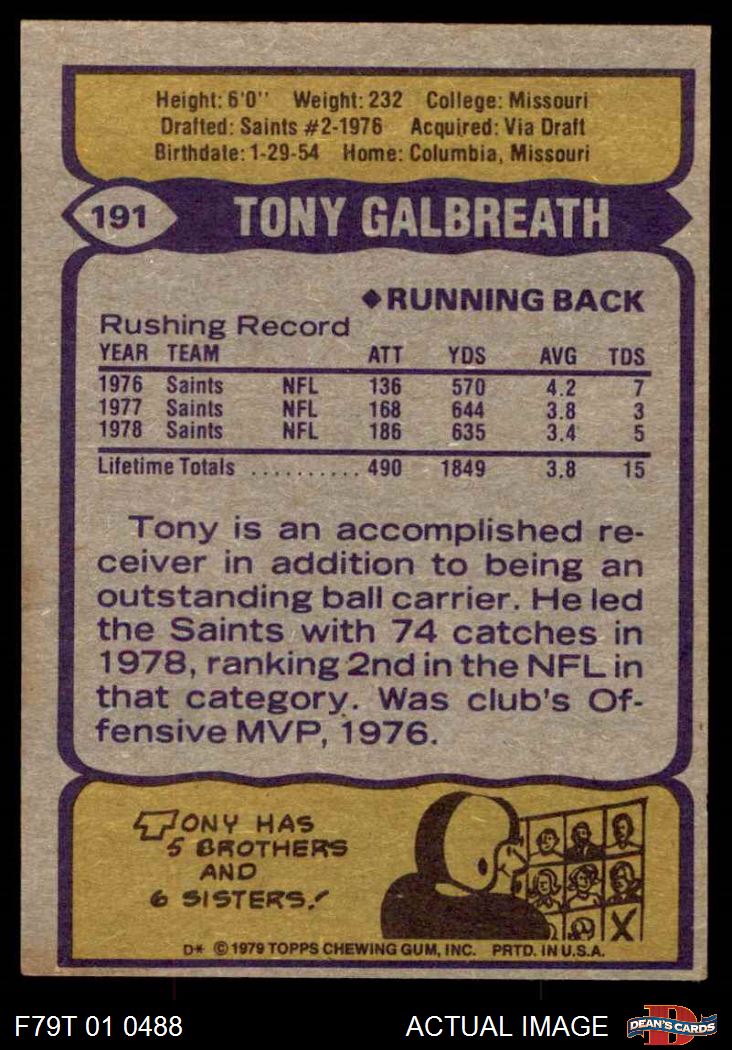 Height: 6'0" Weight: 232 College: Missouri
Drafted: Saints #2-1976 Acquired: Via Draft
Birthdate: 1-29-54 Home: Columbia, Missouri
191 TONY GALBREATH
◆RUNNING BACK
Rushing Record
YEAR TEAM ATT YDS AVG TDS
1976 Saints NFL 136 570 4.2 7
1977 Saints NFL 168 644 3.8 3
1978 Saints NFL 186 635 3.4 5
Lifetime Totals .......... 490 1849 3.8 15
Tony is an accomplished re-
ceiver in addition to being an
outstanding ball carrier. He led
the Saints with 74 catches in
1978, ranking 2nd in the NFL in
that category. Was club's Of-
fensive MVP, 1976.
TONY HAS
5 BROTHERS
AND
6 SISTERS!
X
D* © 1979 TOPPS CHEWING GUM, INC. PRTD. IN U.S.A.
F79T 01 0488 ACTUAL IMAGE D DEAN'S CARDS